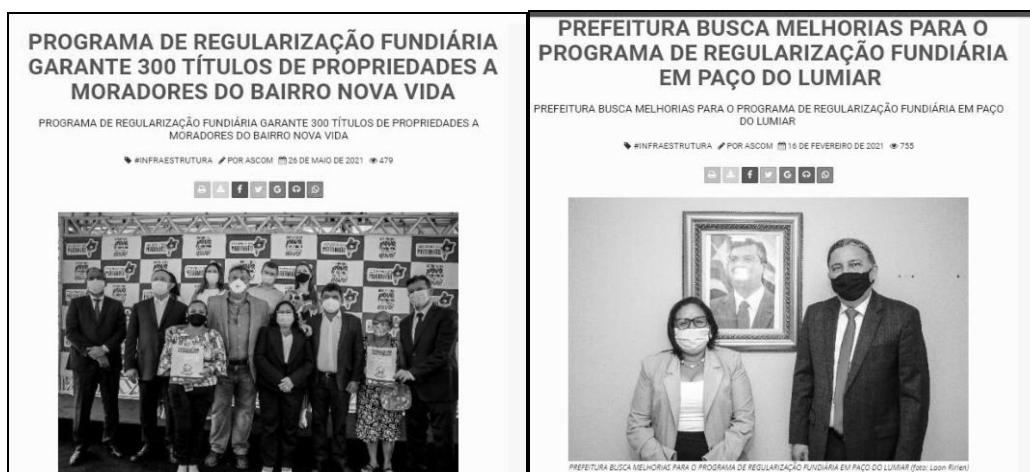 PROGRAMA DE REGULARIZAÇÃO FUNDIÁRIA
GARANTE 300 TÍTULOS DE PROPRIEDADES A
MORADORES DO BAIRRO NOVA VIDA
PROGRAMA DE REGULARIZAÇÃO FUNDIÁRIA GARANTE 300 TÍTULOS DE PROPRIEDADES A
MORADORES DO BAIRRO NOVA VIDA
#INFRAESTRUTURA POR ASCOM 26 DE MAIO DE 2021 479
PREFEITURA BUSCA MELHORIAS PARA O
PROGRAMA DE REGULARIZAÇÃO FUNDIÁRIA
EM PAÇO DO LUMIAR
PREFEITURA BUSCA MELHORIAS PARA O PROGRAMA DE REGULARIZAÇÃO FUNDIÁRIA EM PAÇO
DO LUMIAR
#INFRAESTRUTURA POR ASCOM 16 DE FEVEREIRO DE 2021 755
PREFEITURA BUSCA MELHORIAS PARA O PROGRAMA DE REGULARIZAÇÃO FUNDIÁRIA EM PAÇO DO LUMIAR (foto: